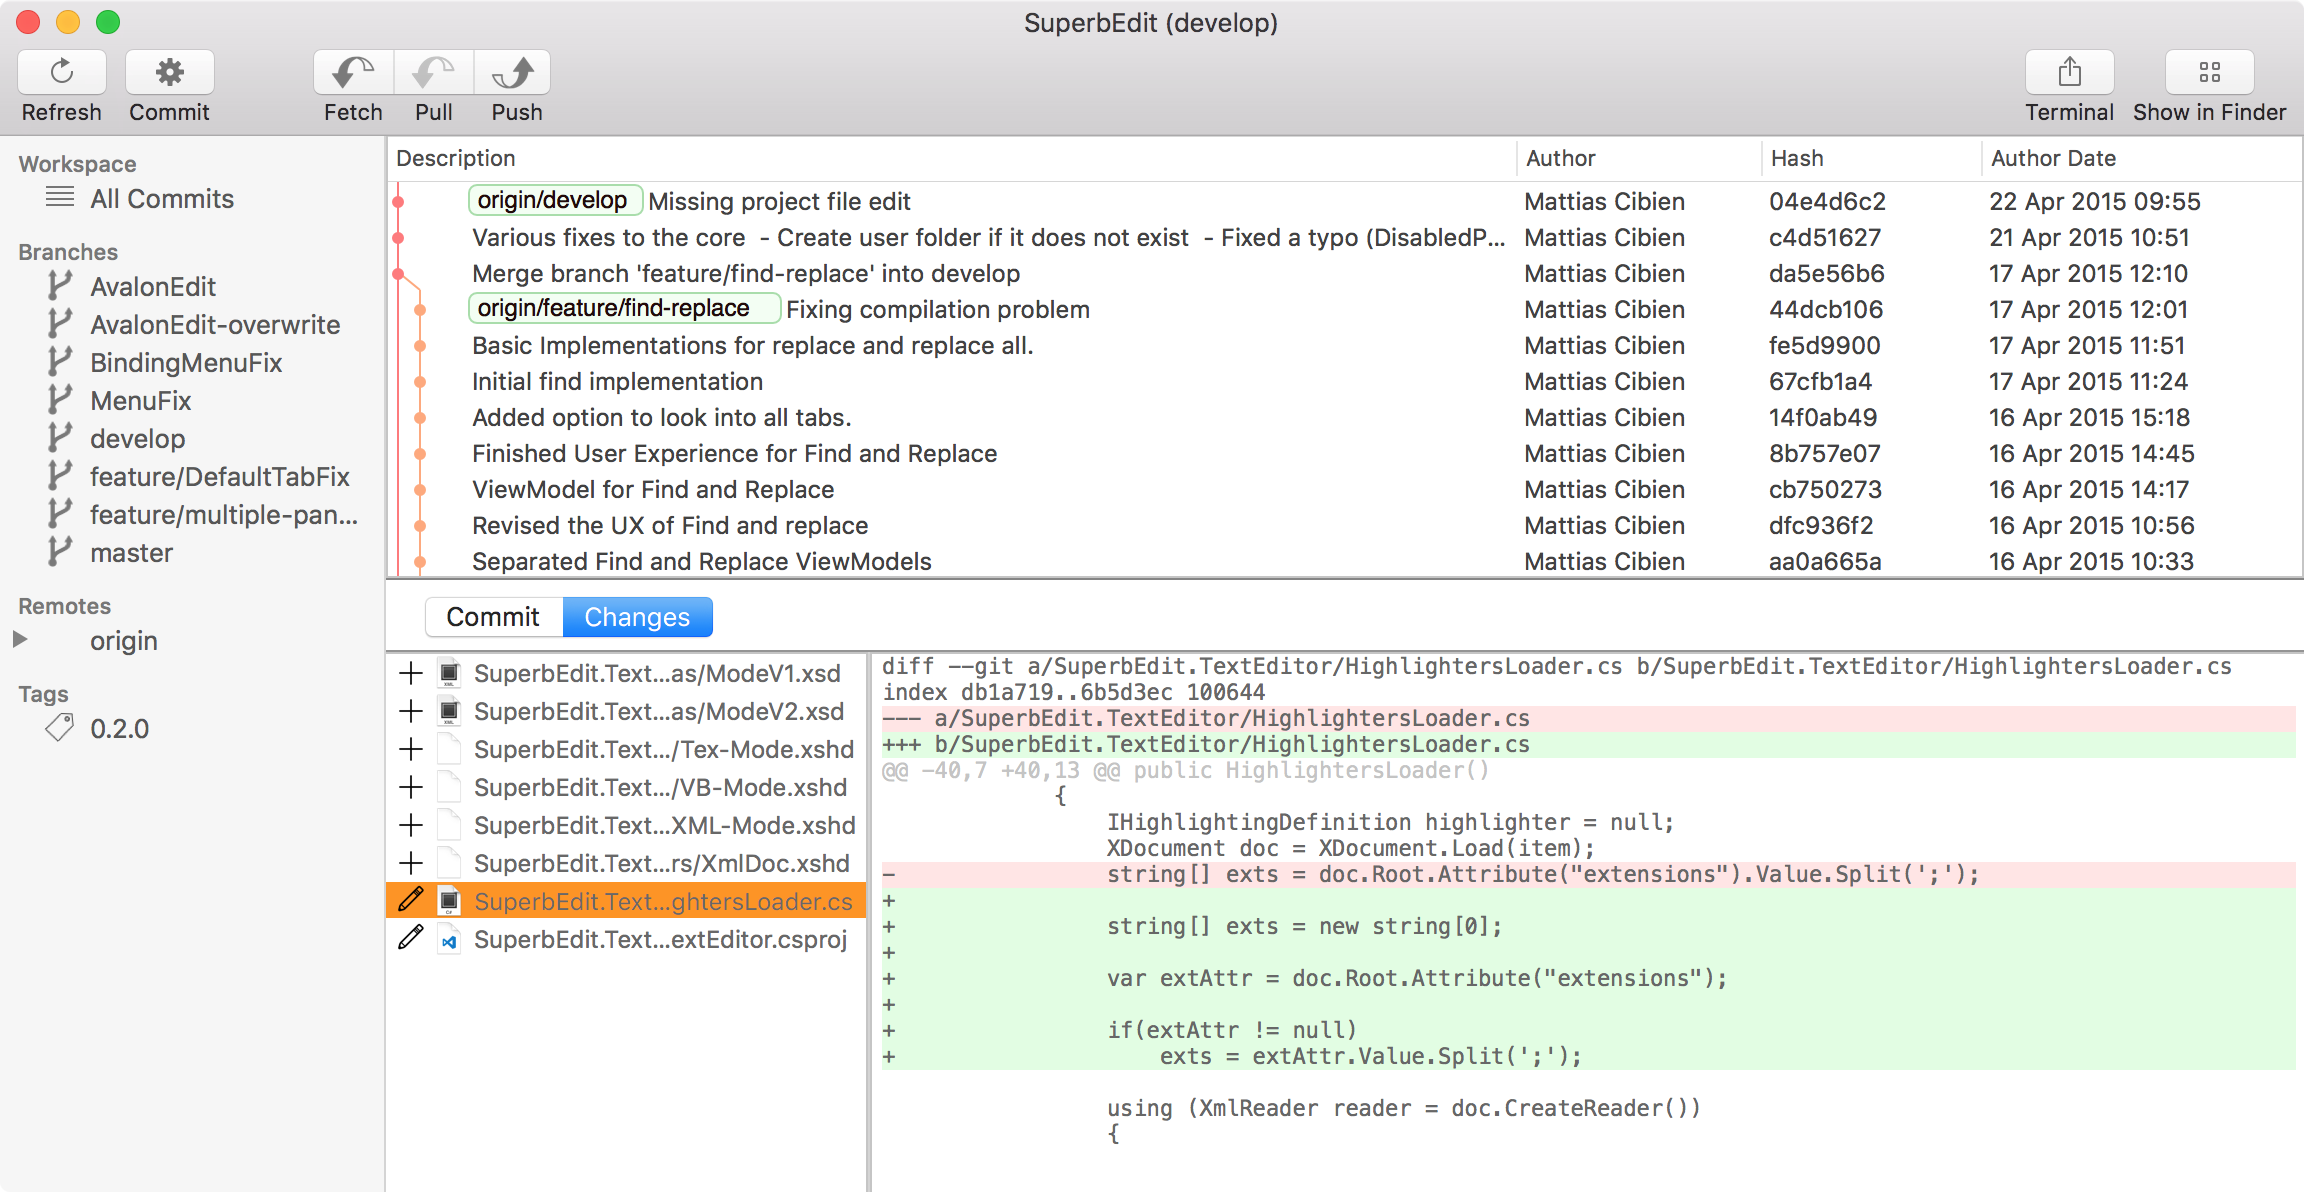 SuperbEdit (develop)
Refresh Commit Fetch Pull Push Terminal Show in Finder
Workspace
All Commits
Branches
AvalonEdit
AvalonEdit-overwrite
BindingMenuFix
MenuFix
develop
feature/DefaultTabFix
feature/multiple-pan...
master
Remotes
origin
Tags
0.2.0
Description Author Hash Author Date
origin/develop Missing project file edit Mattias Cibien 04e4d6c2 22 Apr 2015 09:55
Various fixes to the core - Create user folder if it does not exist - Fixed a typo (DisabledP... Mattias Cibien c4d51627 21 Apr 2015 10:51
Merge branch 'feature/find-replace' into develop Mattias Cibien da5e56b6 17 Apr 2015 12:10
origin/feature/find-replace Fixing compilation problem Mattias Cibien 44dcb106 17 Apr 2015 12:01
Basic Implementations for replace and replace all. Mattias Cibien fe5d9900 17 Apr 2015 11:51
Initial find implementation Mattias Cibien 67cfb1a4 17 Apr 2015 11:24
Added option to look into all tabs. Mattias Cibien 14f0ab49 16 Apr 2015 15:18
Finished User Experience for Find and Replace Mattias Cibien 8b757e07 16 Apr 2015 14:45
ViewModel for Find and Replace Mattias Cibien cb750273 16 Apr 2015 14:17
Revised the UX of Find and replace Mattias Cibien dfc936f2 16 Apr 2015 10:56
Separated Find and Replace ViewModels Mattias Cibien aa0a665a 16 Apr 2015 10:33
Commit Changes
SuperbEdit.Text...as/ModeV1.xsd
SuperbEdit.Text...as/ModeV2.xsd
SuperbEdit.Text.../Tex-Mode.xshd
SuperbEdit.Text.../VB-Mode.xshd
SuperbEdit.Text...XML-Mode.xshd
SuperbEdit.Text...rs/XmlDoc.xshd
SuperbEdit.Text...ghtersLoader.cs
SuperbEdit.Text...extEditor.csproj
diff --git a/SuperbEdit.TextEditor/HighlightersLoader.cs b/SuperbEdit.TextEditor/HighlightersLoader.cs
index db1a719..6b5d3ec 100644
--- a/SuperbEdit.TextEditor/HighlightersLoader.cs
+++ b/SuperbEdit.TextEditor/HighlightersLoader.cs
@@ -40,7 +40,13 @@ public HighlightersLoader()
{
IHighlightingDefinition highlighter = null;
XDocument doc = XDocument.Load(item);
- string[] exts = doc.Root.Attribute("extensions").Value.Split(';');
+
+ string[] exts = new string[0];
+
+ var extAttr = doc.Root.Attribute("extensions");
+
+ if(extAttr != null)
+ exts = extAttr.Value.Split(';');
using (XmlReader reader = doc.CreateReader())
{